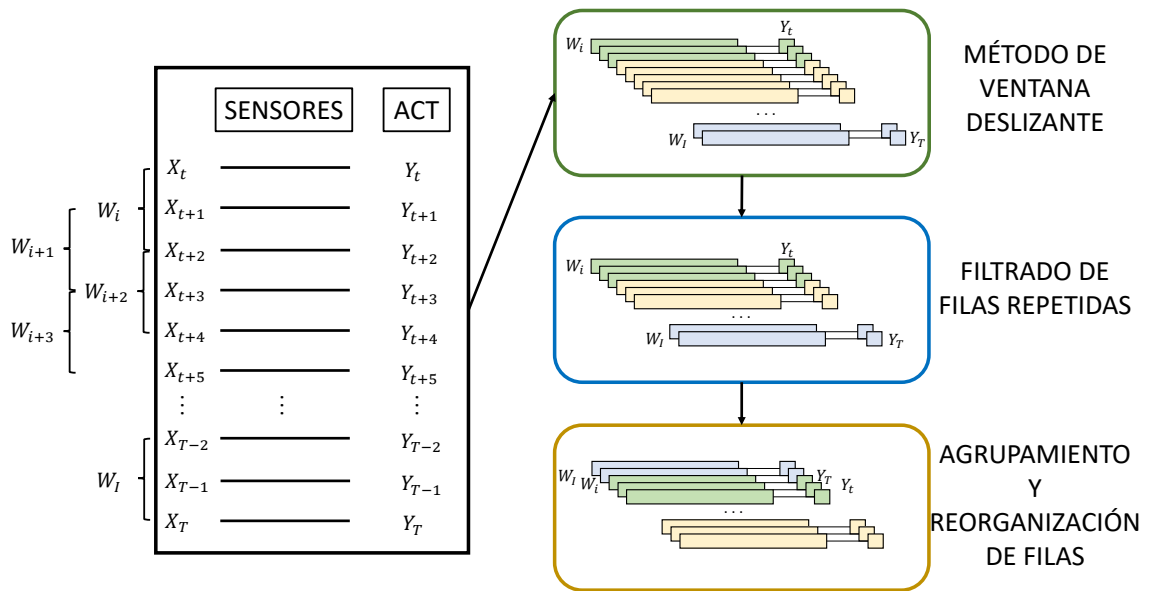 SENSORES ACT
X_t Y_t
X_{t+1} Y_{t+1}
X_{t+2} Y_{t+2}
X_{t+3} Y_{t+3}
X_{t+4} Y_{t+4}
X_{t+5} Y_{t+5}
⋮ ⋮ ⋮
X_{T−2} Y_{T−2}
X_{T−1} Y_{T−1}
X_T Y_T
W_i
W_{i+1}
W_{i+2}
W_{i+3}
W_I
W_i Y_t
...
W_I Y_T
MÉTODO DE
VENTANA
DESLIZANTE
W_i Y_t
...
W_I Y_T
FILTRADO DE
FILAS REPETIDAS
W_I W_i Y_T Y_t
...
AGRUPAMIENTO
Y
REORGANIZACIÓN
DE FILAS